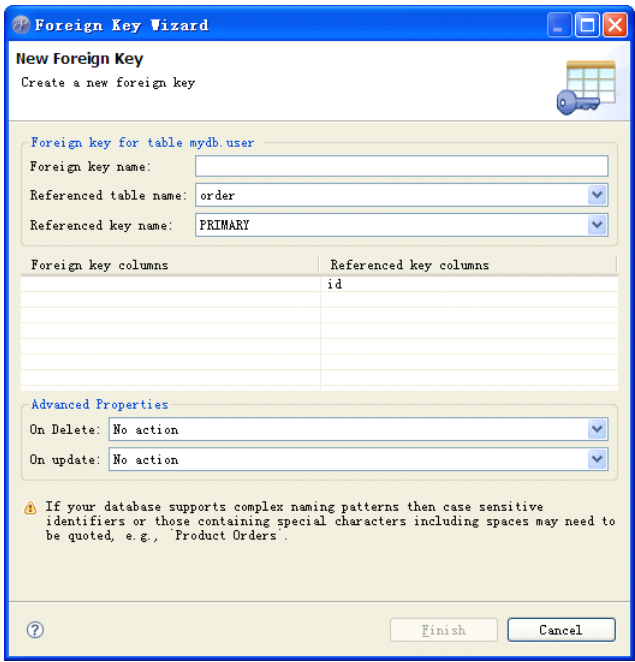 Foreign Key Wizard
New Foreign Key
Create a new foreign key
Foreign key for table mydb.user
Foreign key name:
Referenced table name: order
Referenced key name: PRIMARY
Foreign key columns Referenced key columns
id
Advanced Properties
On Delete: No action
On update: No action
If your database supports complex naming patterns then case sensitive
identifiers or those containing special characters including spaces may need to
be quoted, e.g., `Product Orders`.
Finish Cancel